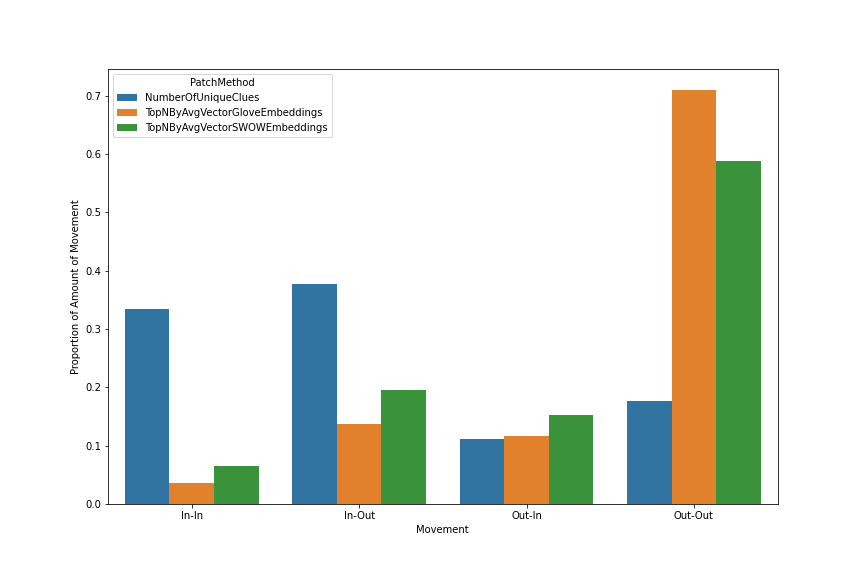 PatchMethod
NumberOfUniqueClues
TopNByAvgVectorGloveEmbeddings
TopNByAvgVectorSWOWEmbeddings
0.7
0.6
0.5
0.4
0.3
0.2
0.1
0.0
Proportion of Amount of Movement
In-In In-Out Out-In Out-Out
Movement